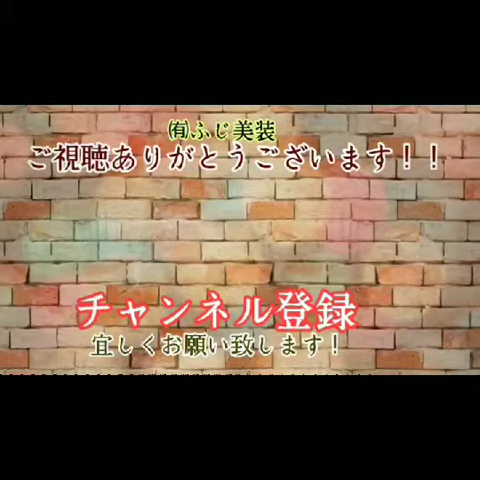 ㈲ふじ美装
ご視聴ありがとうございます！！
チャンネル登録
宜しくお願い致します！